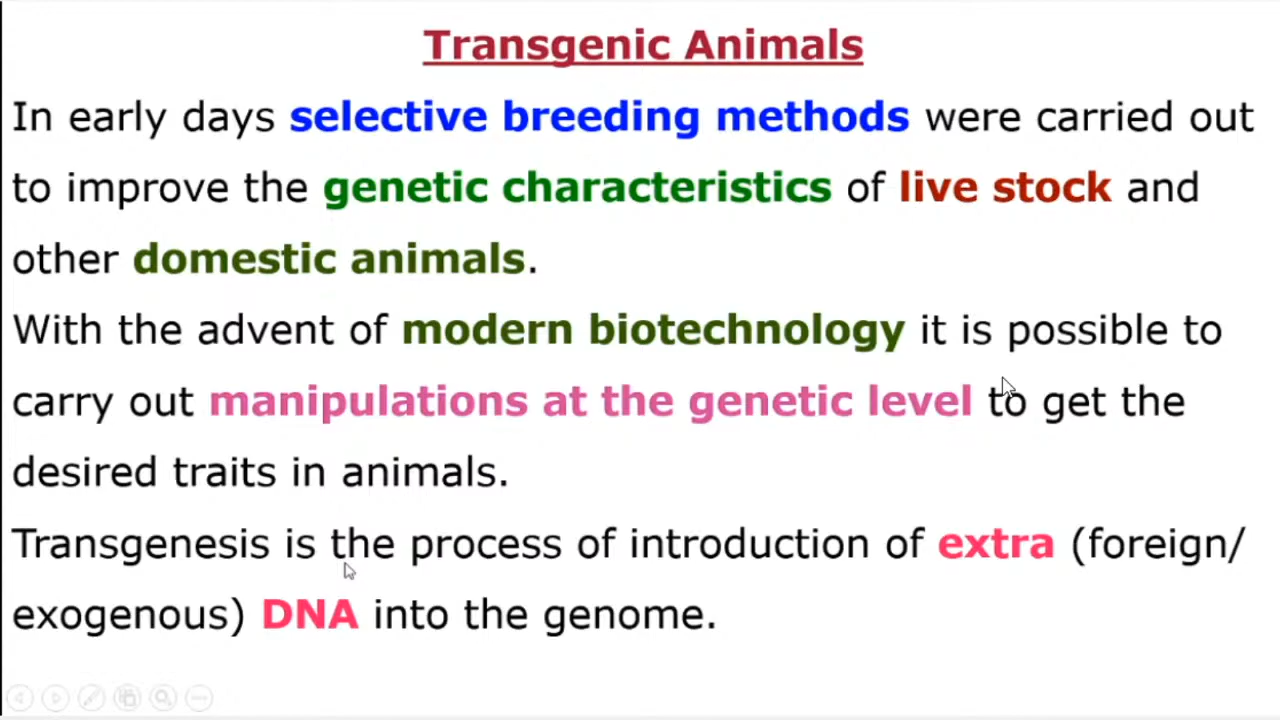 Transgenic Animals
In early days selective breeding methods were carried out
to improve the genetic characteristics of live stock and
other domestic animals.
With the advent of modern biotechnology it is possible to
carry out manipulations at the genetic level to get the
desired traits in animals.
Transgenesis is the process of introduction of extra (foreign/
exogenous) DNA into the genome.